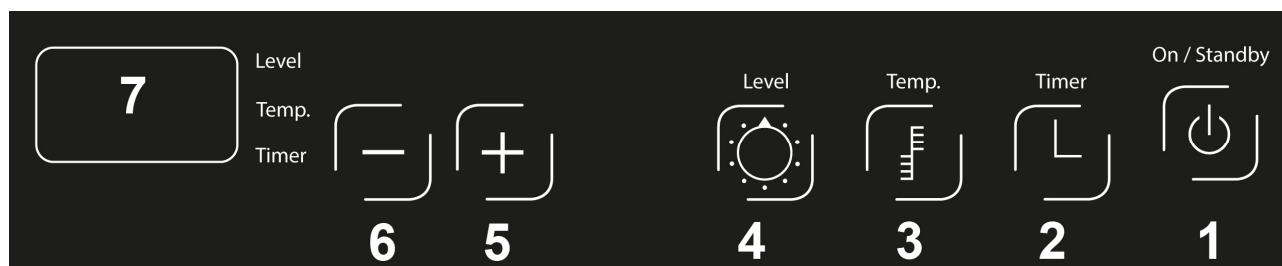 7
Level
Temp.
Timer
− +
Level Temp. Timer On / Standby
6 5 4 3 2 1